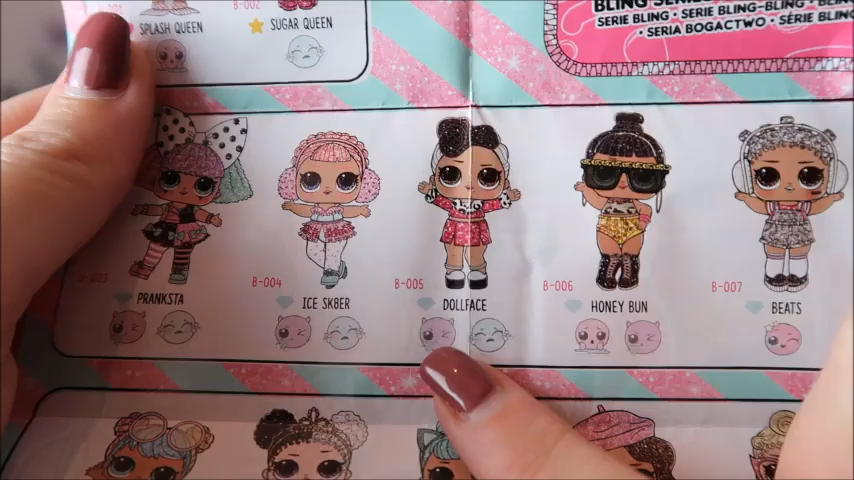 B-002
SPLASH QUEEN
SUGAR QUEEN
BLING SERIES
SERIE BLING • SERIE BLING-BLING •
• SERIA BOGACTWO • SÉRIE BLING
B-004
B-005
B-006
B-007
PRANKSTA
ICE SK8ER
DOLLFACE
HONEY BUN
BEATS